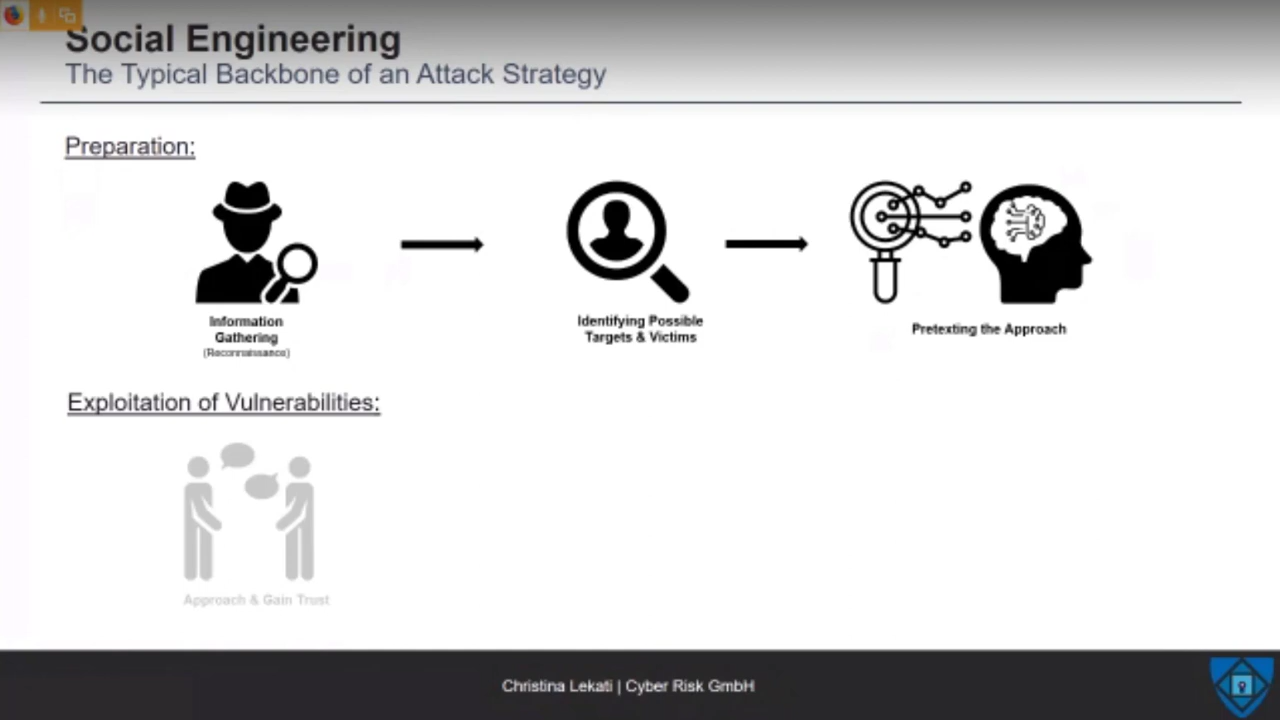 Social Engineering
The Typical Backbone of an Attack Strategy
Preparation:
Information
Gathering
(Reconnaissance)
Identifying Possible
Targets & Victims
Pretexting the Approach
Exploitation of Vulnerabilities:
Approach & Gain Trust
Christina Lekati | Cyber Risk GmbH